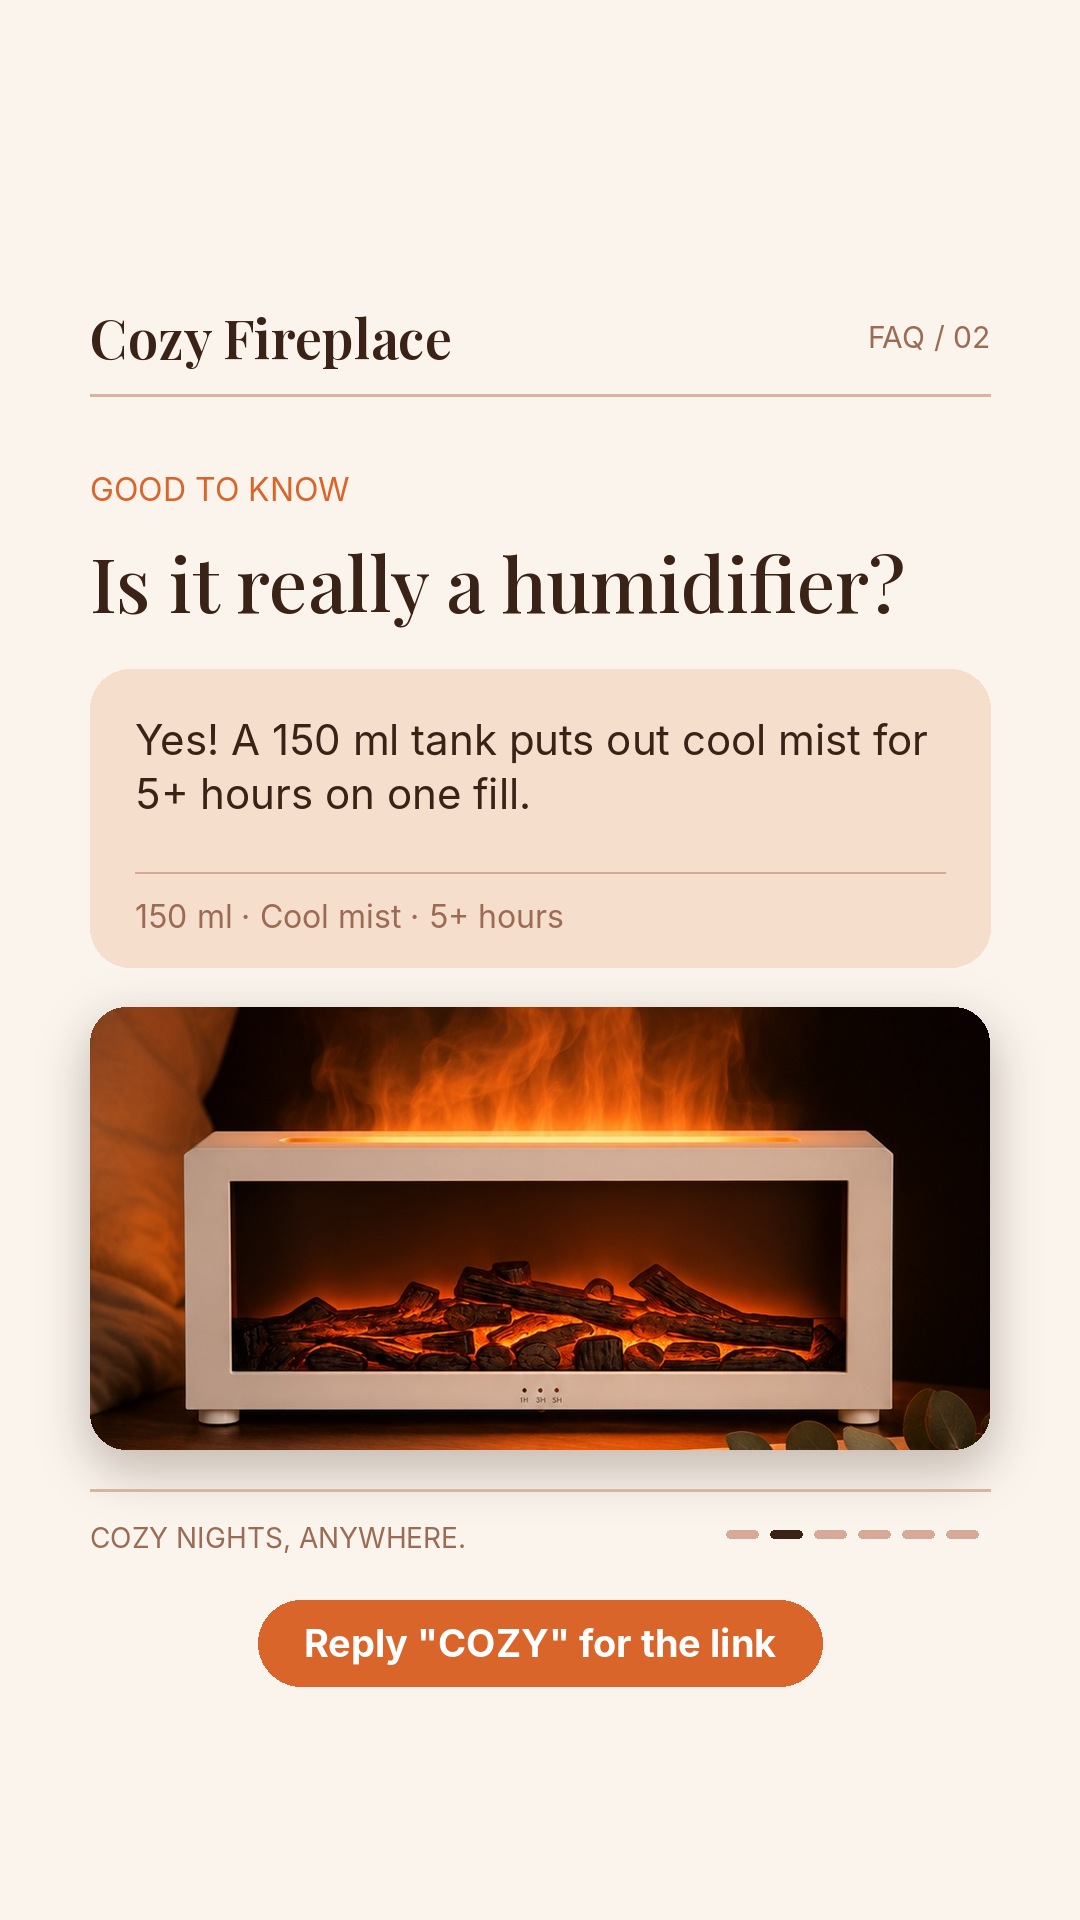 Cozy Fireplace
FAQ / 02
GOOD TO KNOW
Is it really a humidifier?
Yes! A 150 ml tank puts out cool mist for
5+ hours on one fill.
150 ml · Cool mist · 5+ hours
1H 3H 5H
COZY NIGHTS, ANYWHERE.
Reply "COZY" for the link